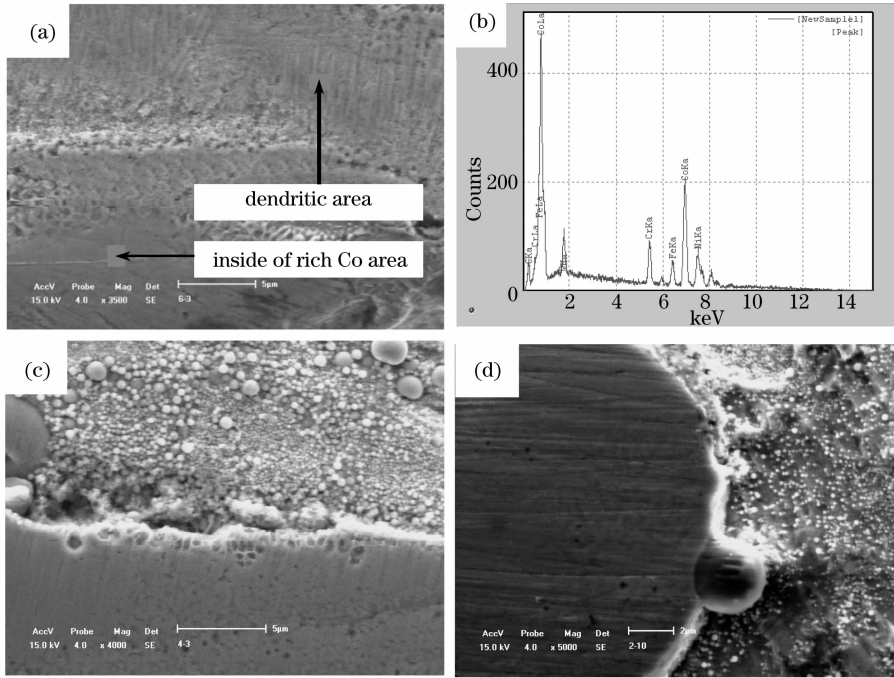 (a)
dendritic area
inside of rich Co area
AccV Probe Mag Det
15.0 kV 4.0 x 3500 SE
5μm
6-3
(b)
[NewSample1]
[Peak]
Counts
400
200
0
CKa
CrLa
FeLa
CoLa
CrKa
FeKa
CoKa
NiKa
2 4 6 8 10 12 14
keV
(c)
AccV Probe Mag Det
15.0 kV 4.0 x 4000 SE
5μm
4-3
(d)
AccV Probe Mag Det
15.0 kV 4.0 x 5000 SE
2μm
2-10